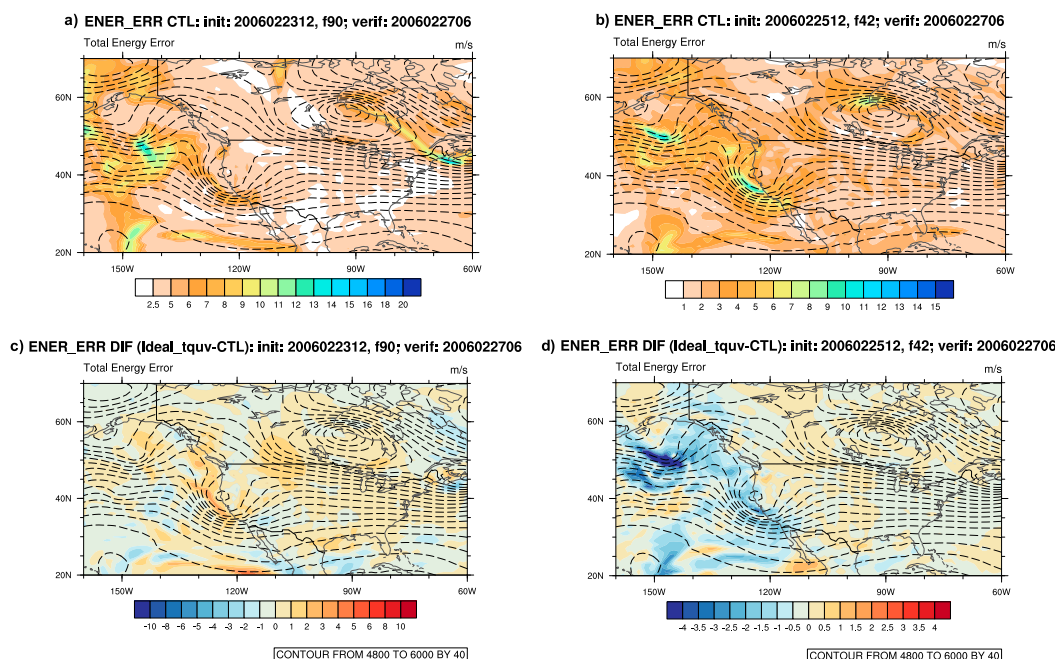 a) ENER_ERR CTL: init: 2006022312, f90; verif: 2006022706
Total Energy Error m/s
60N
40N
20N
150W 120W 90W 60W
2.5 5 6 7 8 9 10 11 12 13 14 15 16 18 20
b) ENER_ERR CTL: init: 2006022512, f42; verif: 2006022706
Total Energy Error m/s
60N
40N
20N
150W 120W 90W 60W
1 2 3 4 5 6 7 8 9 10 11 12 13 14 15
c) ENER_ERR DIF (Ideal_tquv-CTL): init: 2006022312, f90; verif: 2006022706
Total Energy Error m/s
60N
40N
20N
150W 120W 90W 60W
-10 -8 -6 -5 -4 -3 -2 -1 0 1 2 3 4 5 6 8 10
CONTOUR FROM 4800 TO 6000 BY 40
d) ENER_ERR DIF (Ideal_tquv-CTL): init: 2006022512, f42; verif: 2006022706
Total Energy Error m/s
60N
40N
20N
150W 120W 90W 60W
-4 -3.5 -3 -2.5 -2 -1.5 -1 -0.5 0 0.5 1 1.5 2 2.5 3 3.5 4
CONTOUR FROM 4800 TO 6000 BY 40